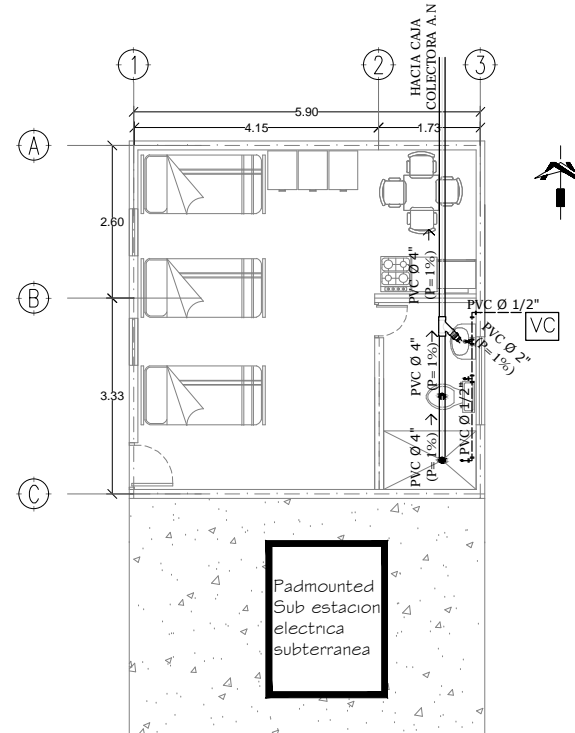 HACIA CAJA
COLECTORA A.N
1
2
3
5.90
4.15
1.73
A
2.60
PVC Ø 4"
(P=1%)
B
PVC Ø 1/2"
VC
PVC Ø 2"
(P=1%)
PVC Ø 4"
(P=1%)
3.33
PVC Ø 1/2"
PVC Ø 4"
(P=1%)
C
Padmounted
Sub estacion
electrica
subterranea